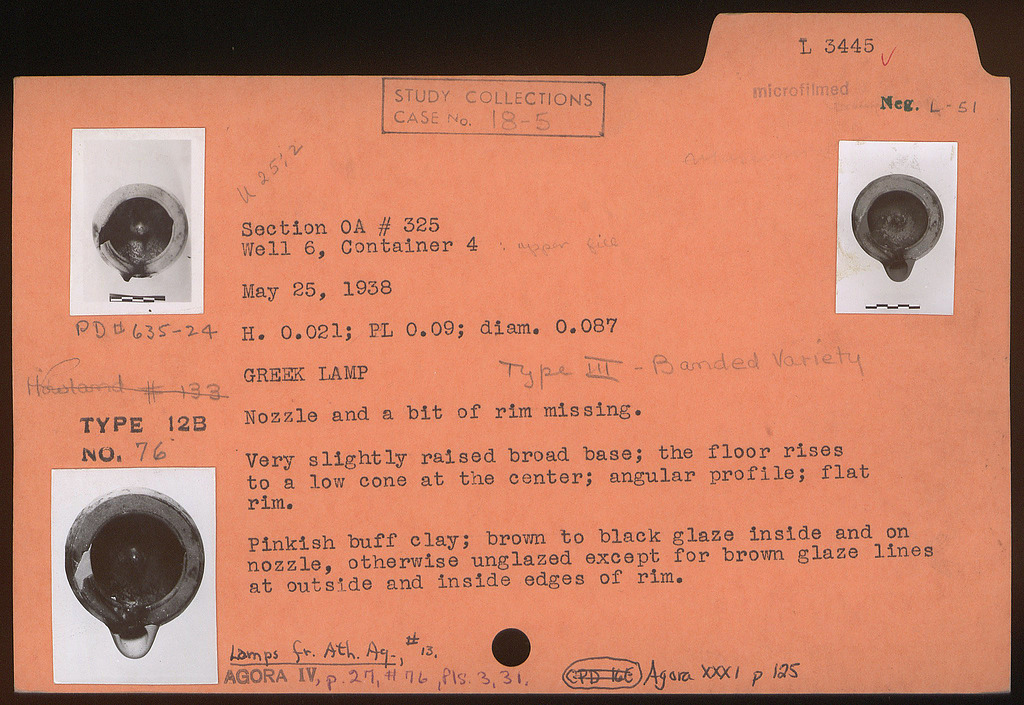 L 3445
microfilmed
Neg. L-51
STUDY COLLECTIONS
CASE No. 18-5
Section OA # 325
Well 6, Container 4 : upper fill
May 25, 1938
PD# 635-24
H. 0.021; PL 0.09; diam. 0.087
Howland # 133
GREEK LAMP
Type III - Banded Variety
TYPE 12B
NO. 76
Nozzle and a bit of rim missing.
Very slightly raised broad base; the floor rises
to a low cone at the center; angular profile; flat
rim.
Pinkish buff clay; brown to black glaze inside and on
nozzle, otherwise unglazed except for brown glaze lines
at outside and inside edges of rim.
Lamps fr. Ath. Ag., # 13.
AGORA IV, p. 27, # 76, Pls. 3, 31.
Agora XXXI p 125